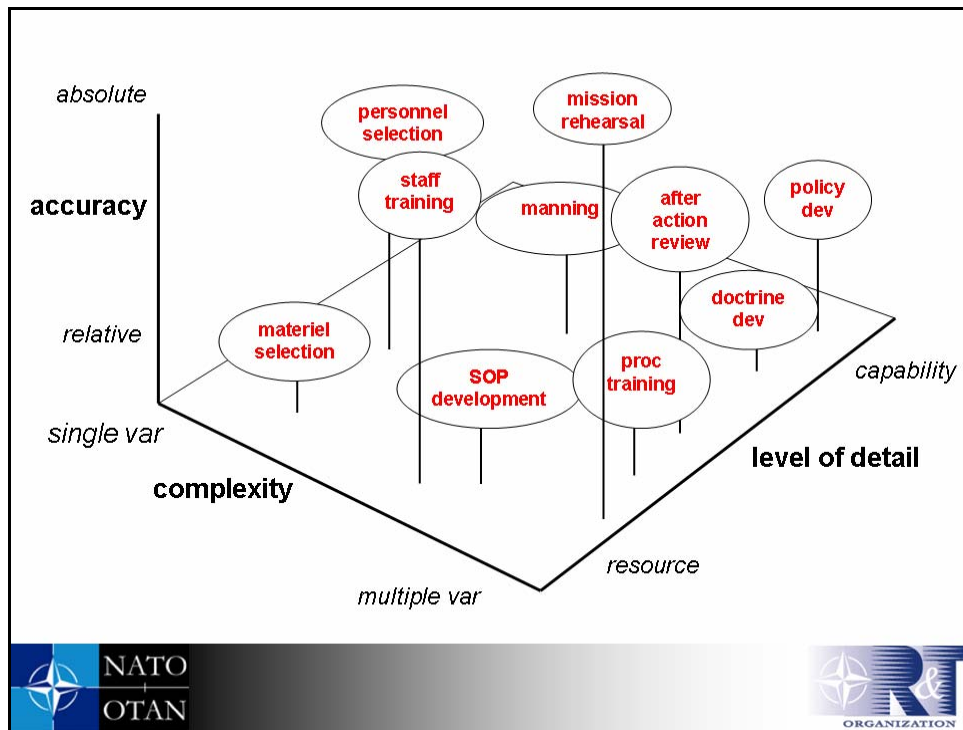 absolute
personnel
selection
mission
rehearsal
accuracy
staff
training
manning
after
action
review
policy
dev
relative
materiel
selection
doctrine
dev
SOP
development
proc
training
capability
single var
complexity
level of detail
resource
multiple var
NATO
OTAN
R&T
ORGANIZATION